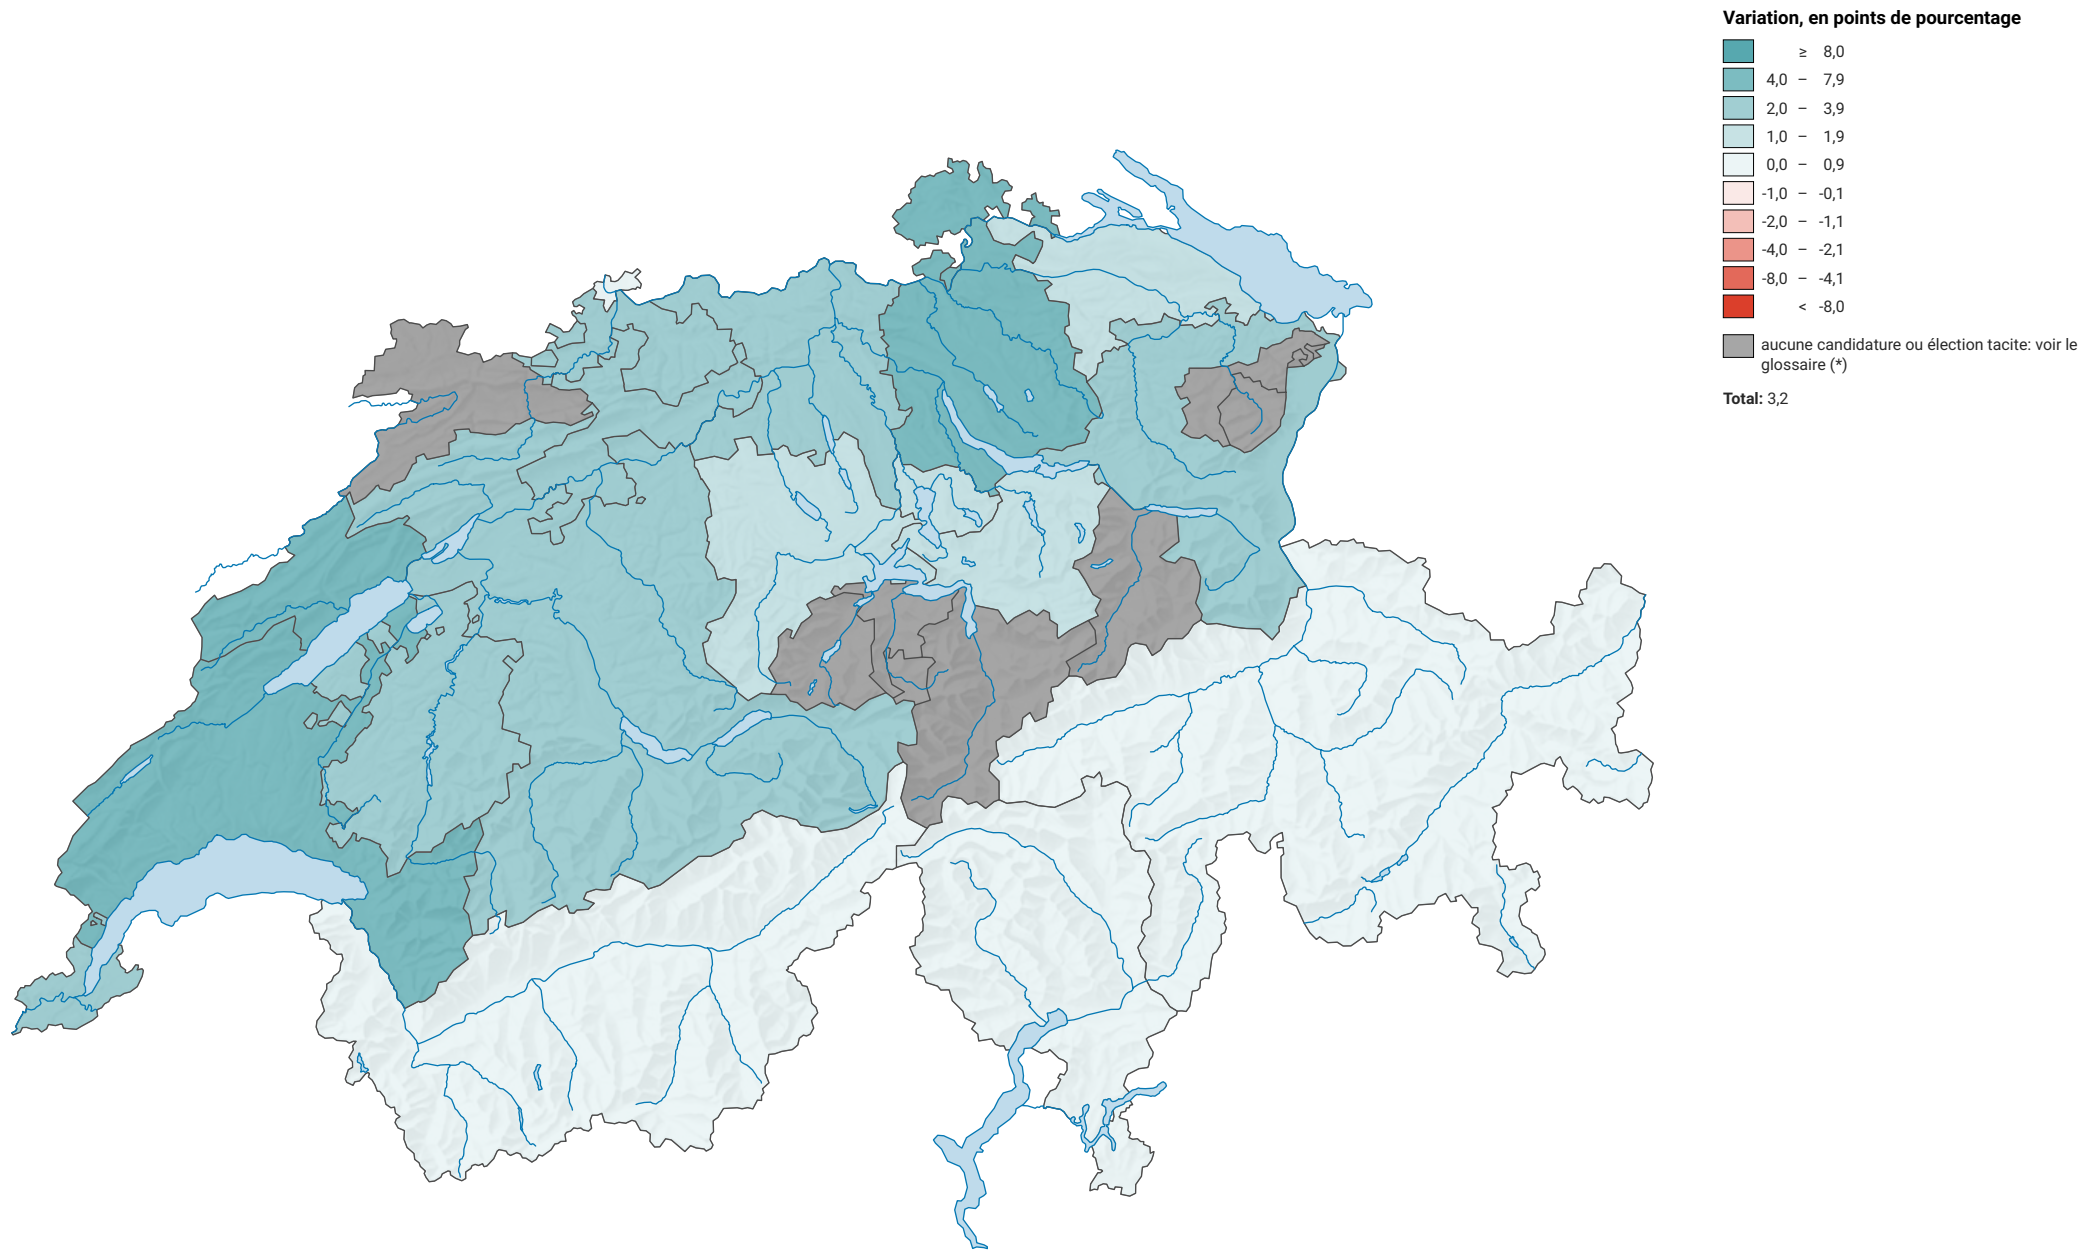 Variation, en points de pourcentage
≥ 8,0
4,0 – 7,9
2,0 – 3,9
1,0 – 1,9
0,0 – 0,9
-1,0 – -0,1
-2,0 – -1,1
-4,0 – -2,1
-8,0 – -4,1
< -8,0
aucune candidature ou élection tacite: voir le
glossaire (*)
Total: 3,2